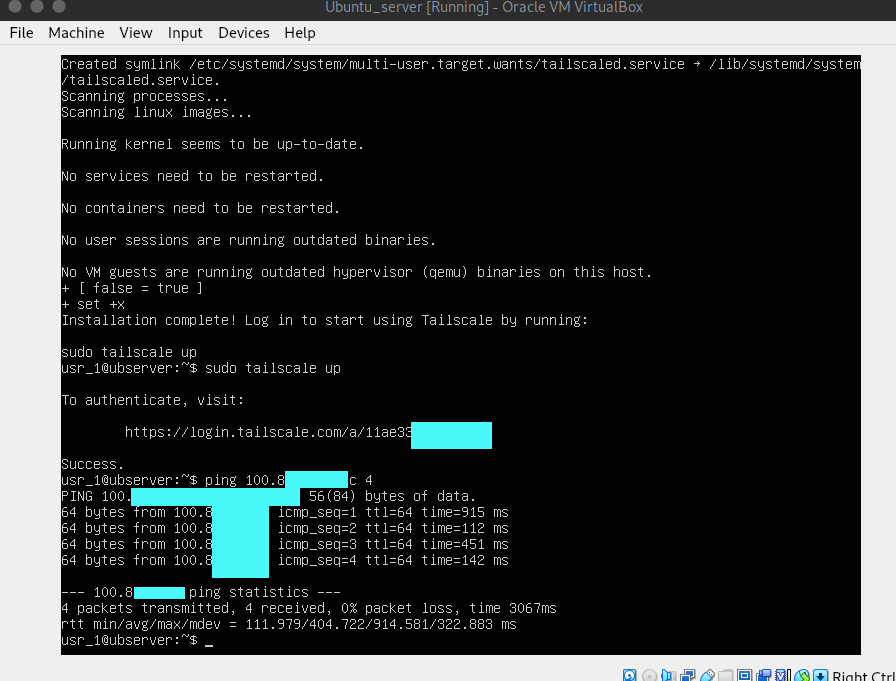 Ubuntu_server [Running] - Oracle VM VirtualBox
File Machine View Input Devices Help
Created symlink /etc/systemd/system/multi-user.target.wants/tailscaled.service → /lib/systemd/system
/tailscaled.service.
Scanning processes...
Scanning linux images...
Running kernel seems to be up-to-date.
No services need to be restarted.
No containers need to be restarted.
No user sessions are running outdated binaries.
No VM guests are running outdated hypervisor (qemu) binaries on this host.
+ [ false = true ]
+ set +x
Installation complete! Log in to start using Tailscale by running:
sudo tailscale up
usr_1@ubserver:~$ sudo tailscale up
To authenticate, visit:
https://login.tailscale.com/a/11ae33
Success.
usr_1@ubserver:~$ ping 100.8 c 4
PING 100. 56(84) bytes of data.
64 bytes from 100.8 icmp_seq=1 ttl=64 time=915 ms
64 bytes from 100.8 icmp_seq=2 ttl=64 time=112 ms
64 bytes from 100.8 icmp_seq=3 ttl=64 time=451 ms
64 bytes from 100.8 icmp_seq=4 ttl=64 time=142 ms
--- 100.8 ping statistics ---
4 packets transmitted, 4 received, 0% packet loss, time 3067ms
rtt min/avg/max/mdev = 111.979/404.722/914.581/322.883 ms
usr_1@ubserver:~$ _
Right Ctrl